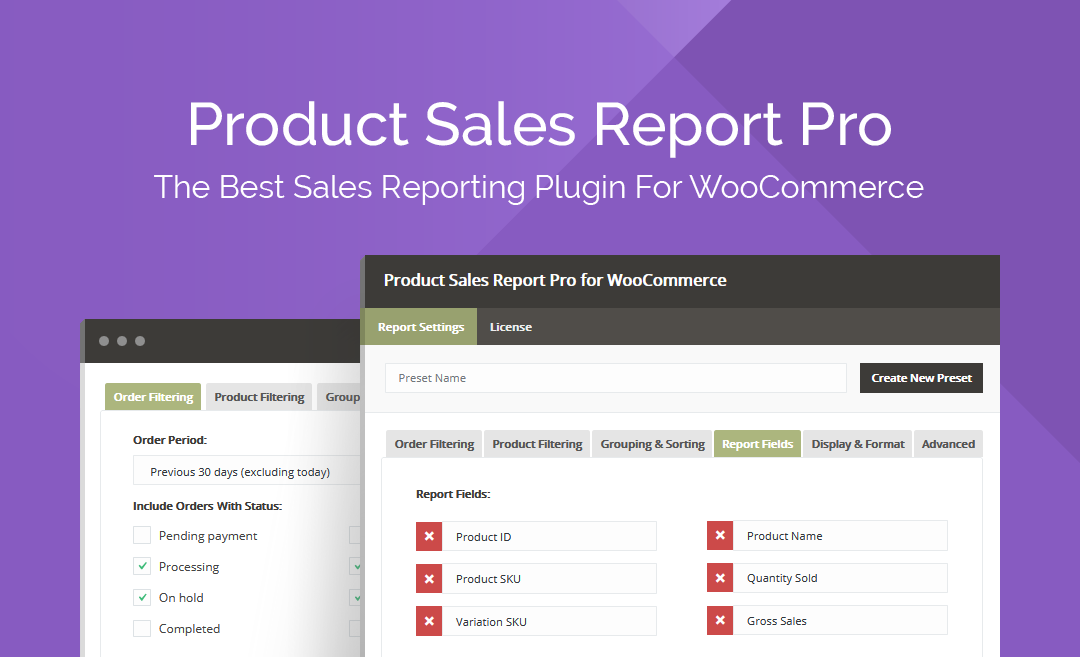 Product Sales Report Pro
The Best Sales Reporting Plugin For WooCommerce
Product Sales Report Pro for WooCommerce
Report Settings License
Preset Name Create New Preset
Order Filtering Product Filtering Grouping & Sorting Report Fields Display & Format Advanced
Report Fields:
Product ID Product Name
Product SKU Quantity Sold
Variation SKU Gross Sales
Order Filtering Product Filtering Group
Order Period:
Previous 30 days (excluding today)
Include Orders With Status:
Pending payment
Processing
On hold
Completed